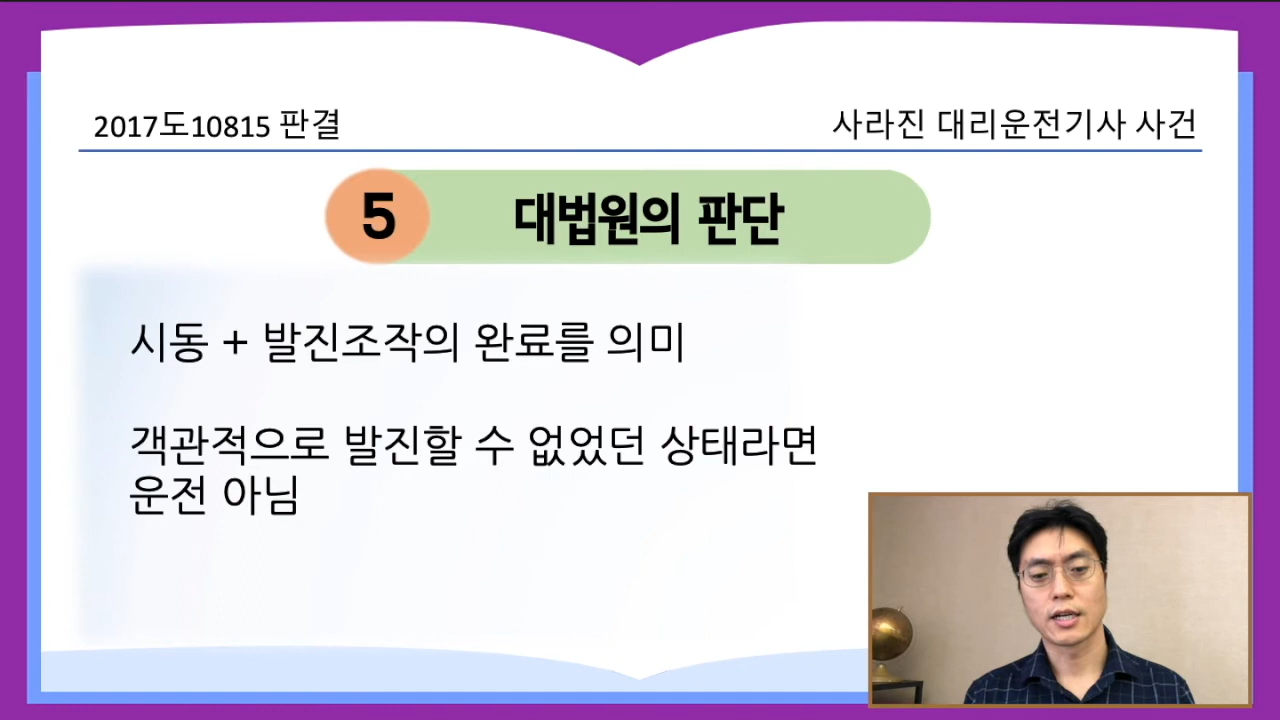 2017도10815 판결
사라진 대리운전기사 사건
5 대법원의 판단
시동 + 발진조작의 완료를 의미
객관적으로 발진할 수 없었던 상태라면
운전 아님